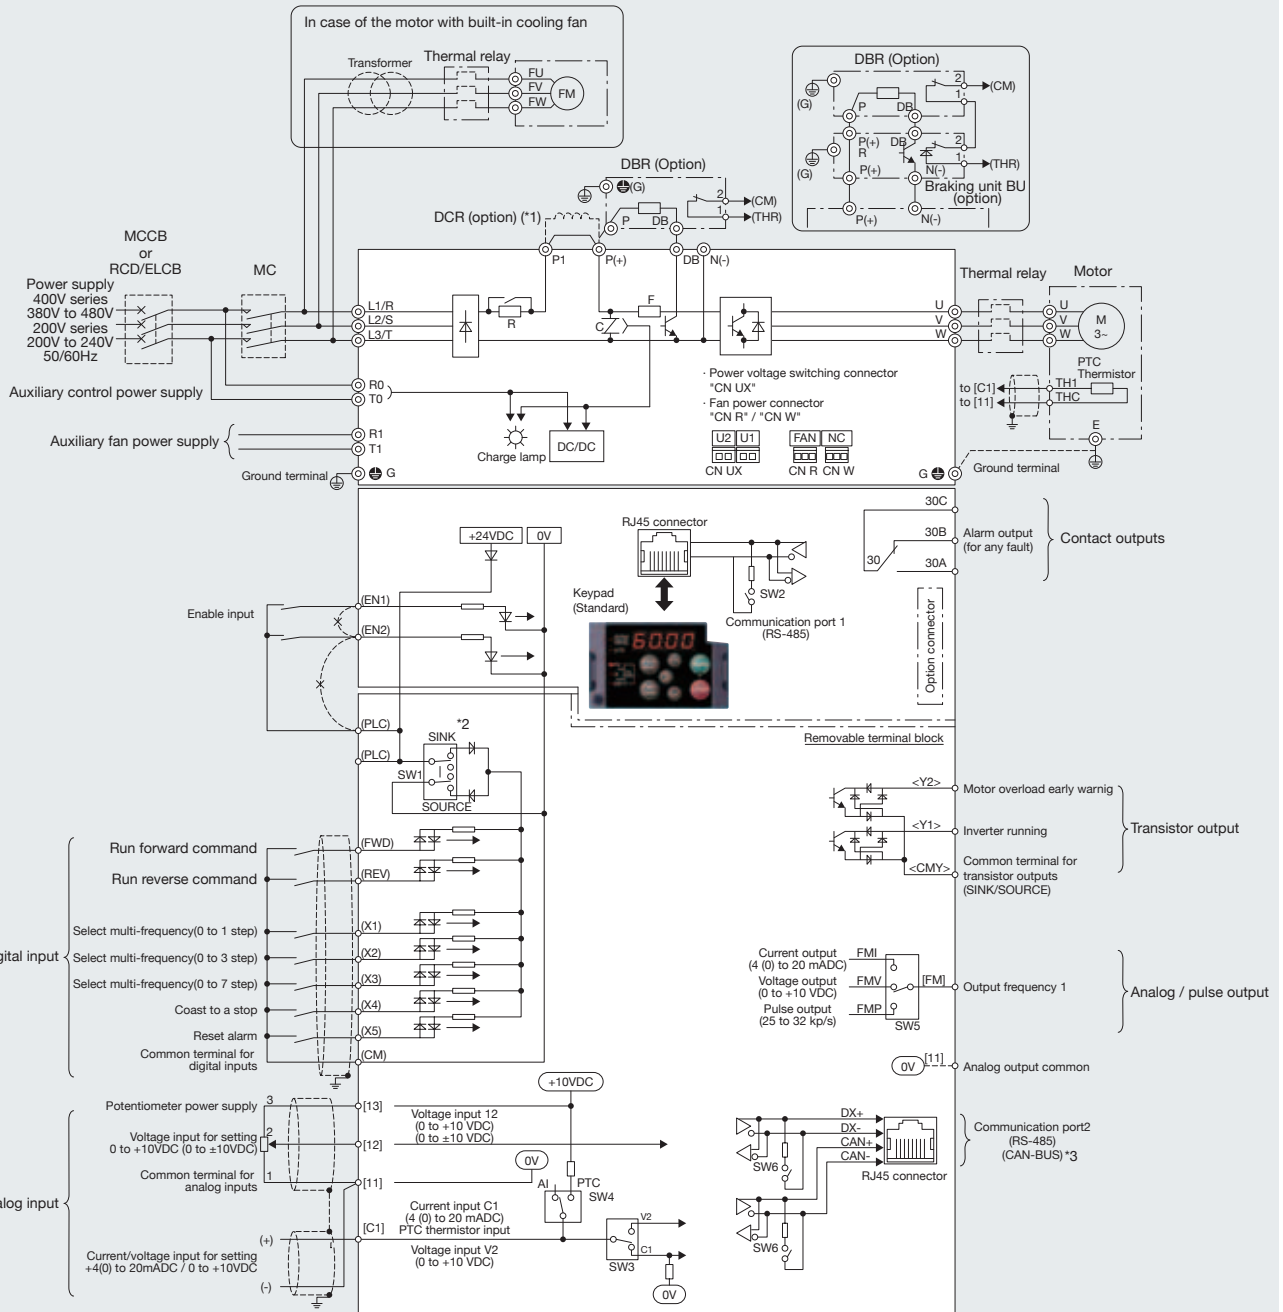 In case of the motor with built-in cooling fan
Transformer
Thermal relay
FU
FV
FW
FM
DBR (Option)
(G)
P
DB
2
1
(CM)
(G)
P(+)
R
DB
2
1
(THR)
P(+)
N(-)
Braking unit BU
(option)
P(+)
N(-)
DBR (Option)
(G)
P
DB
2
1
(CM)
(THR)
DCR (option) (*1)
P1
P(+)
DB
N(-)
MCCB
or
RCD/ELCB
MC
Power supply
400V series
380V to 480V
200V series
200V to 240V
50/60Hz
L1/R
L2/S
L3/T
R
C
F
U
V
W
Thermal relay
Motor
U
V
W
M
3~
PTC
Thermistor
to [C1]
to [11]
TH1
THC
E
Auxiliary control power supply
R0
T0
Auxiliary fan power supply
R1
T1
Ground terminal
G
Charge lamp
DC/DC
· Power voltage switching connector
"CN UX"
· Fan power connector
"CN R" / "CN W"
U2
U1
FAN
NC
CN UX
CN R
CN W
G
Ground terminal
+24VDC
0V
RJ45 connector
SW2
Keypad
(Standard)
Communication port 1
(RS-485)
60.00
30C
30B
30
30A
Alarm output
(for any fault)
Contact outputs
Option connector
Enable input
(EN1)
(EN2)
(PLC)
(PLC)
*2
SINK
SW1
SOURCE
Removable terminal block
<Y2>
Motor overload early warnig
<Y1>
Inverter running
<CMY>
Common terminal for
transistor outputs
(SINK/SOURCE)
Transistor output
gital input
Run forward command
(FWD)
Run reverse command
(REV)
Select multi-frequency(0 to 1 step)
(X1)
Select multi-frequency(0 to 3 step)
(X2)
Select multi-frequency(0 to 7 step)
(X3)
Coast to a stop
(X4)
Reset alarm
(X5)
Common terminal for
digital inputs
(CM)
Current output
(4 (0) to 20 mADC)
FMI
Voltage output
(0 to +10 VDC)
FMV
Pulse output
(25 to 32 kp/s)
FMP
SW5
[FM]
Output frequency 1
Analog / pulse output
0V
[11]
Analog output common
alog input
Potentiometer power supply
3
[13]
+10VDC
Voltage input 12
(0 to +10 VDC)
(0 to ±10 VDC)
Voltage input for setting
0 to +10VDC (0 to ±10VDC)
2
[12]
Common terminal for
analog inputs
1
[11]
0V
AI
PTC
SW4
[C1]
Current input C1
(4 (0) to 20 mADC)
PTC thermistor input
Voltage input V2
(0 to +10 VDC)
(+)
Current/voltage input for setting
+4(0) to 20mADC / 0 to +10VDC
(-)
V2
C1
SW3
0V
DX+
DX-
CAN+
CAN-
SW6
RJ45 connector
Communication port2
(RS-485)
(CAN-BUS) *3
SW6